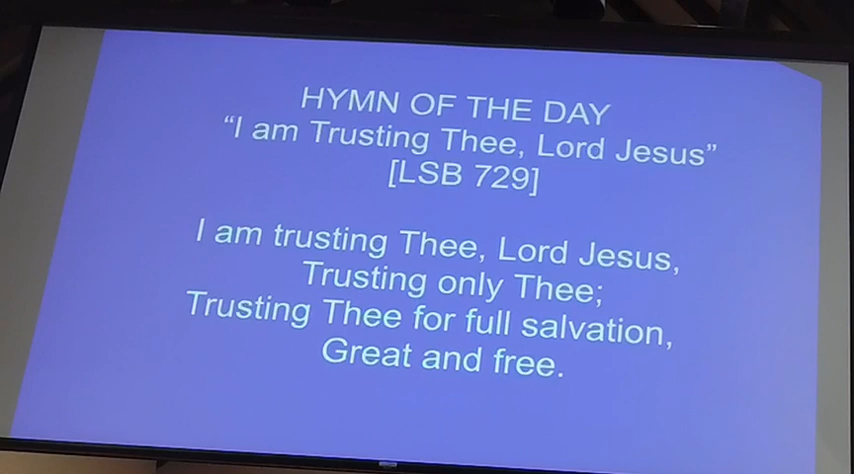 HYMN OF THE DAY
“I am Trusting Thee, Lord Jesus”
[LSB 729]
I am trusting Thee, Lord Jesus,
Trusting only Thee;
Trusting Thee for full salvation,
Great and free.